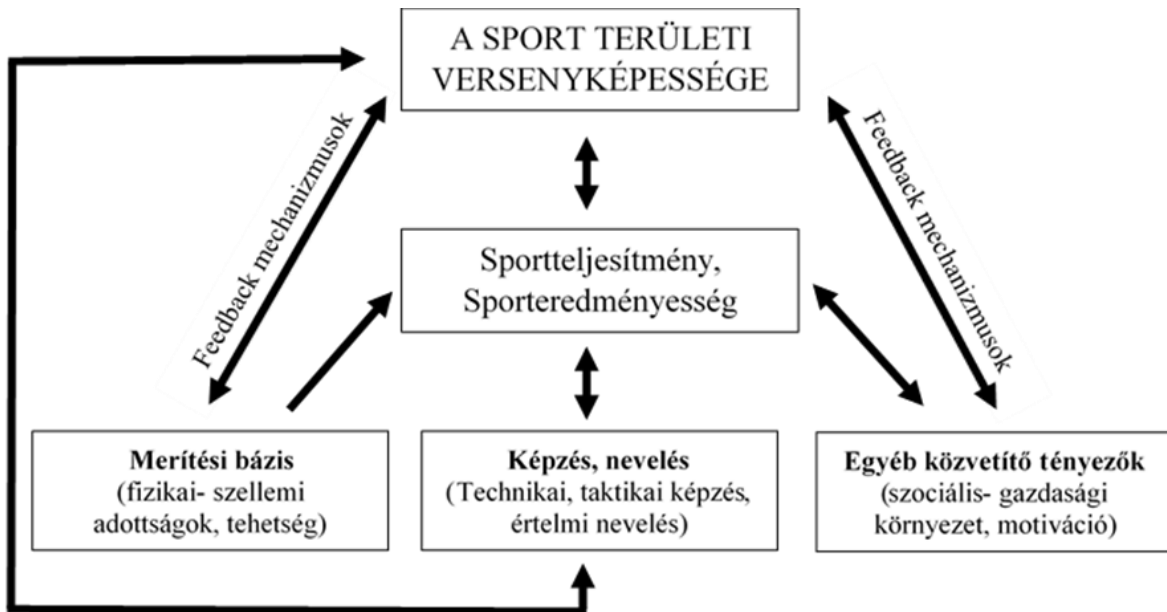 A SPORT TERÜLETI
VERSENYKÉPESSÉGE
Feedback mechanizmusok
Feedback mechanizmusok
Sportteljesítmény,
Sporteredményesség
Merítési bázis
(fizikai- szellemi
adottságok, tehetség)
Képzés, nevelés
(Technikai, taktikai képzés,
értelmi nevelés)
Egyéb közvetítő tényezők
(szociális- gazdasági
környezet, motiváció)